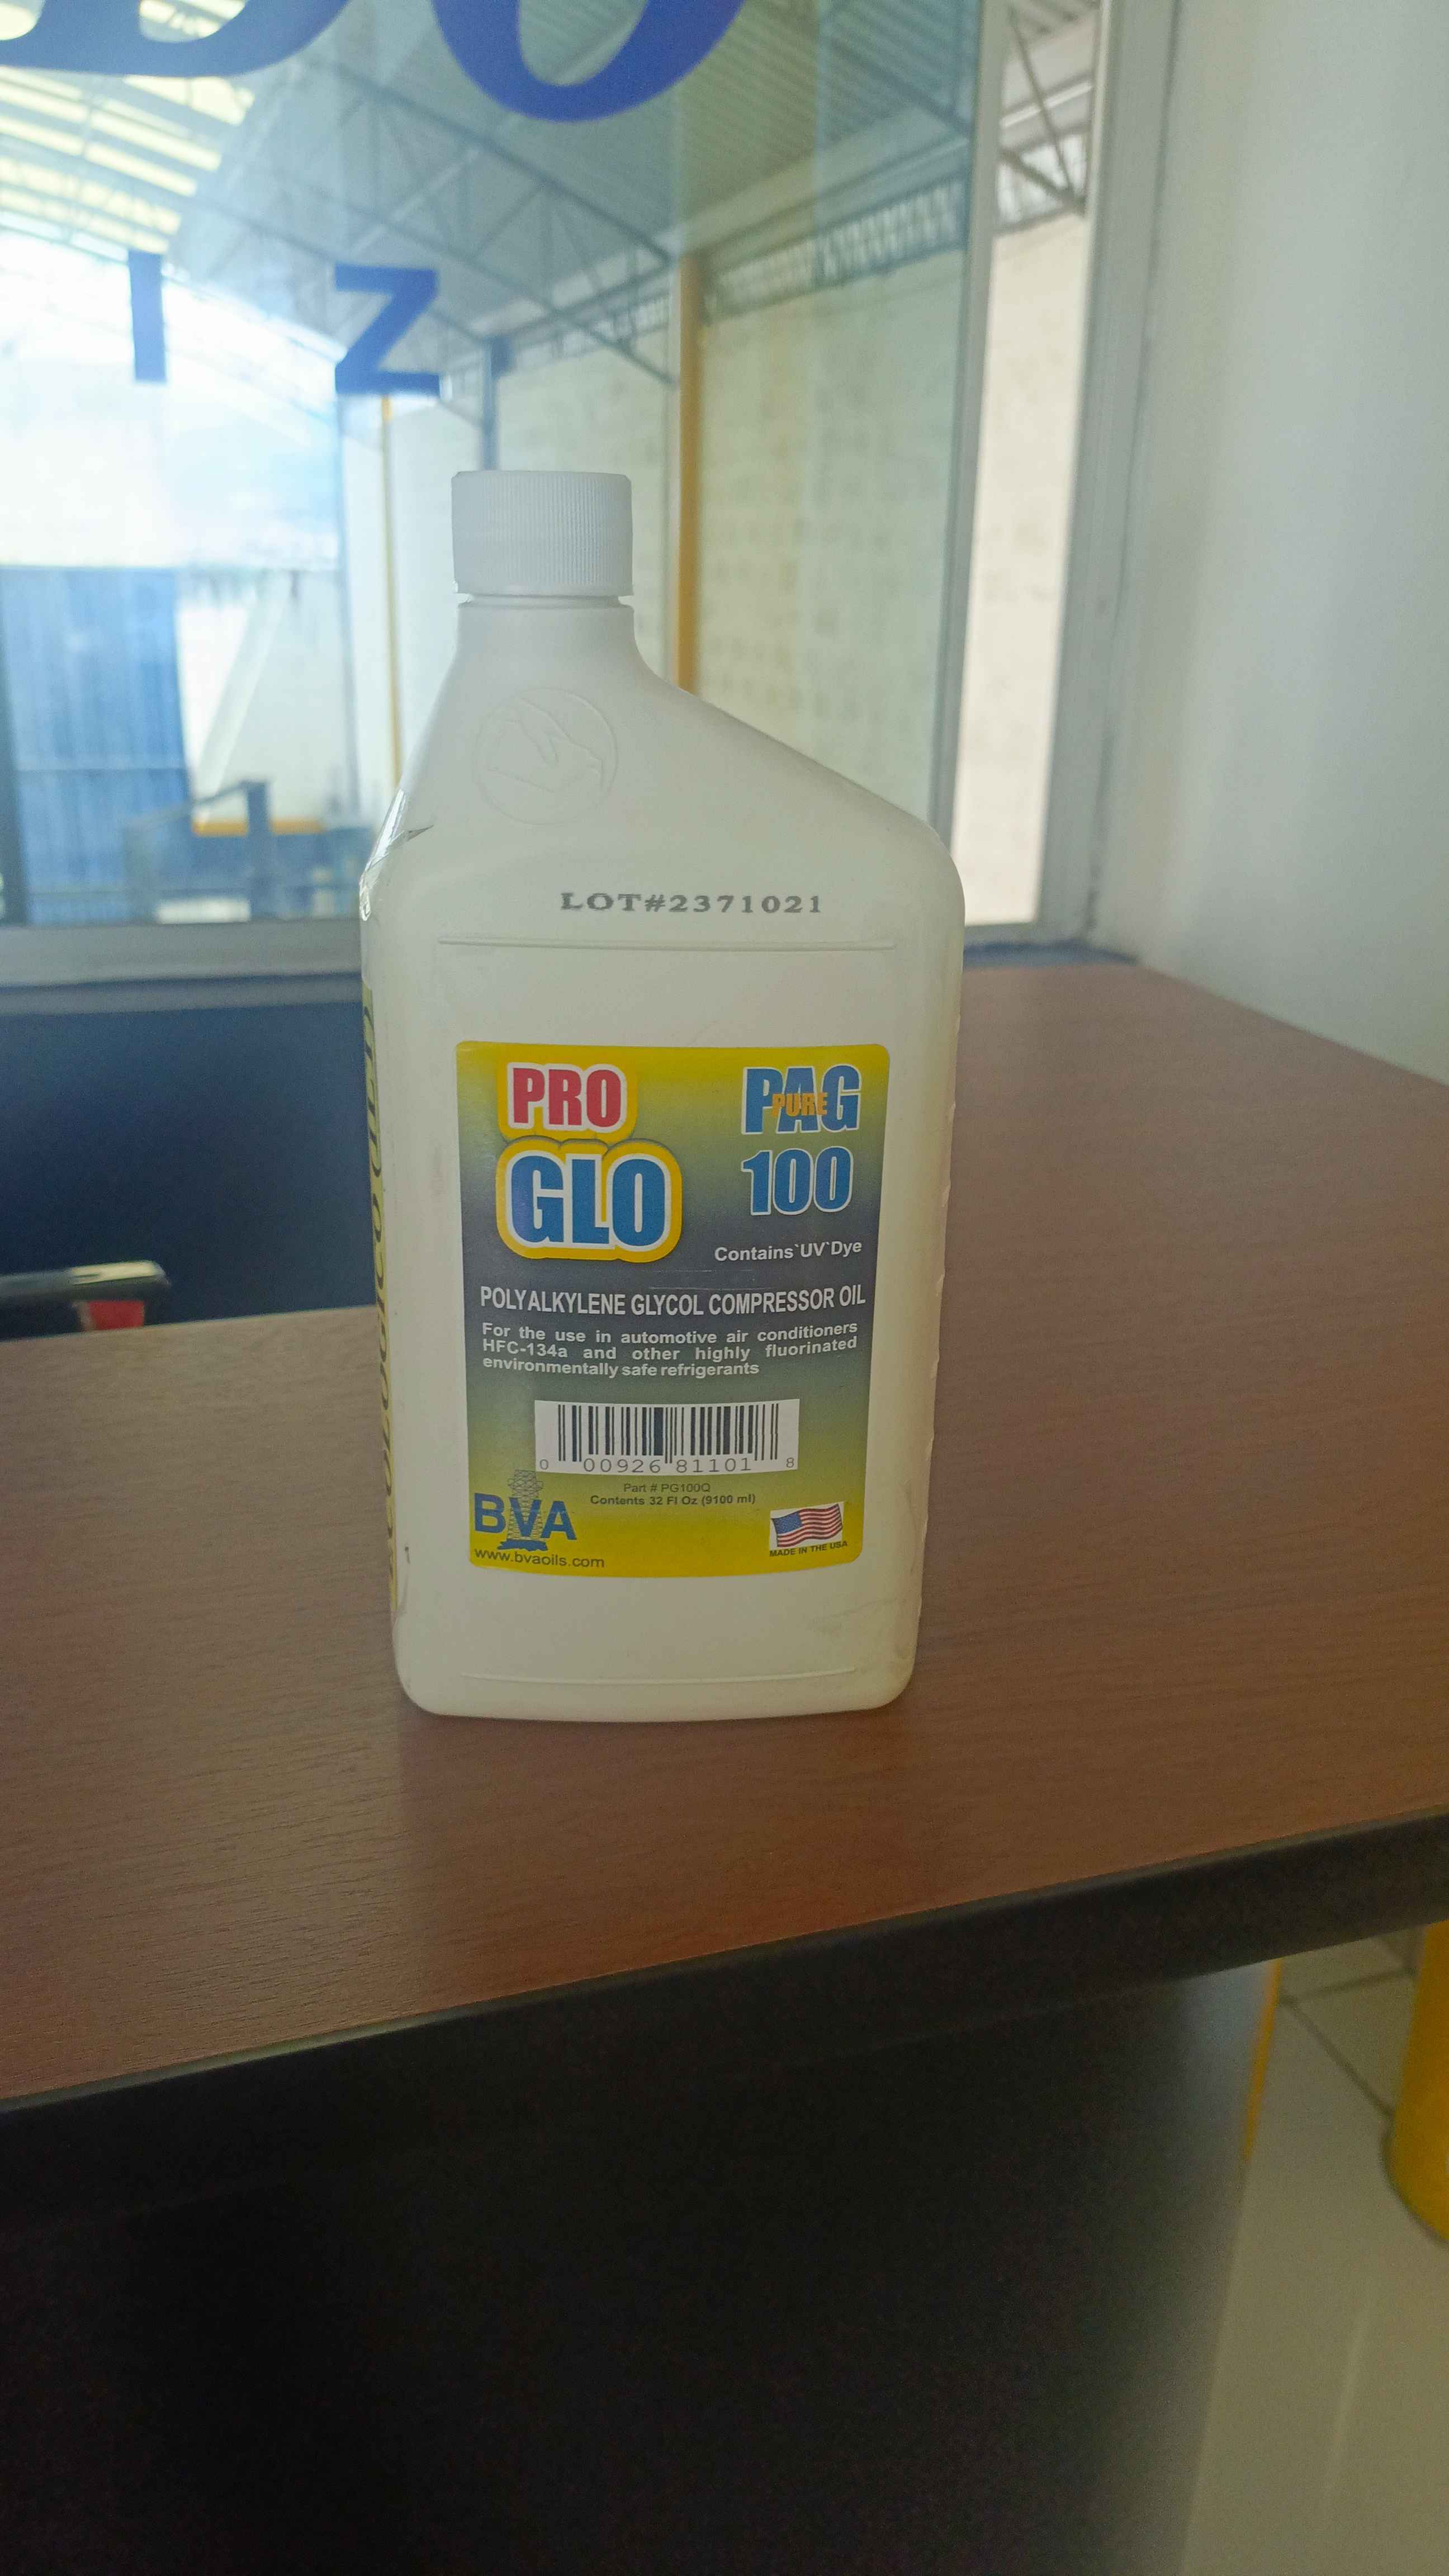 I Z
LOT#2371021
PRO
GLO
PAG
PURE
100
Contains`UV`Dye
POLYALKYLENE GLYCOL COMPRESSOR OIL
For the use in automotive air conditioners
HFC-134a and other highly fluorinated
environmentally safe refrigerants
0 00926 81101 8
Part # PG100Q
Contents 32 Fl Oz (9100 ml)
BVA
www.bvaoils.com
MADE IN THE USA